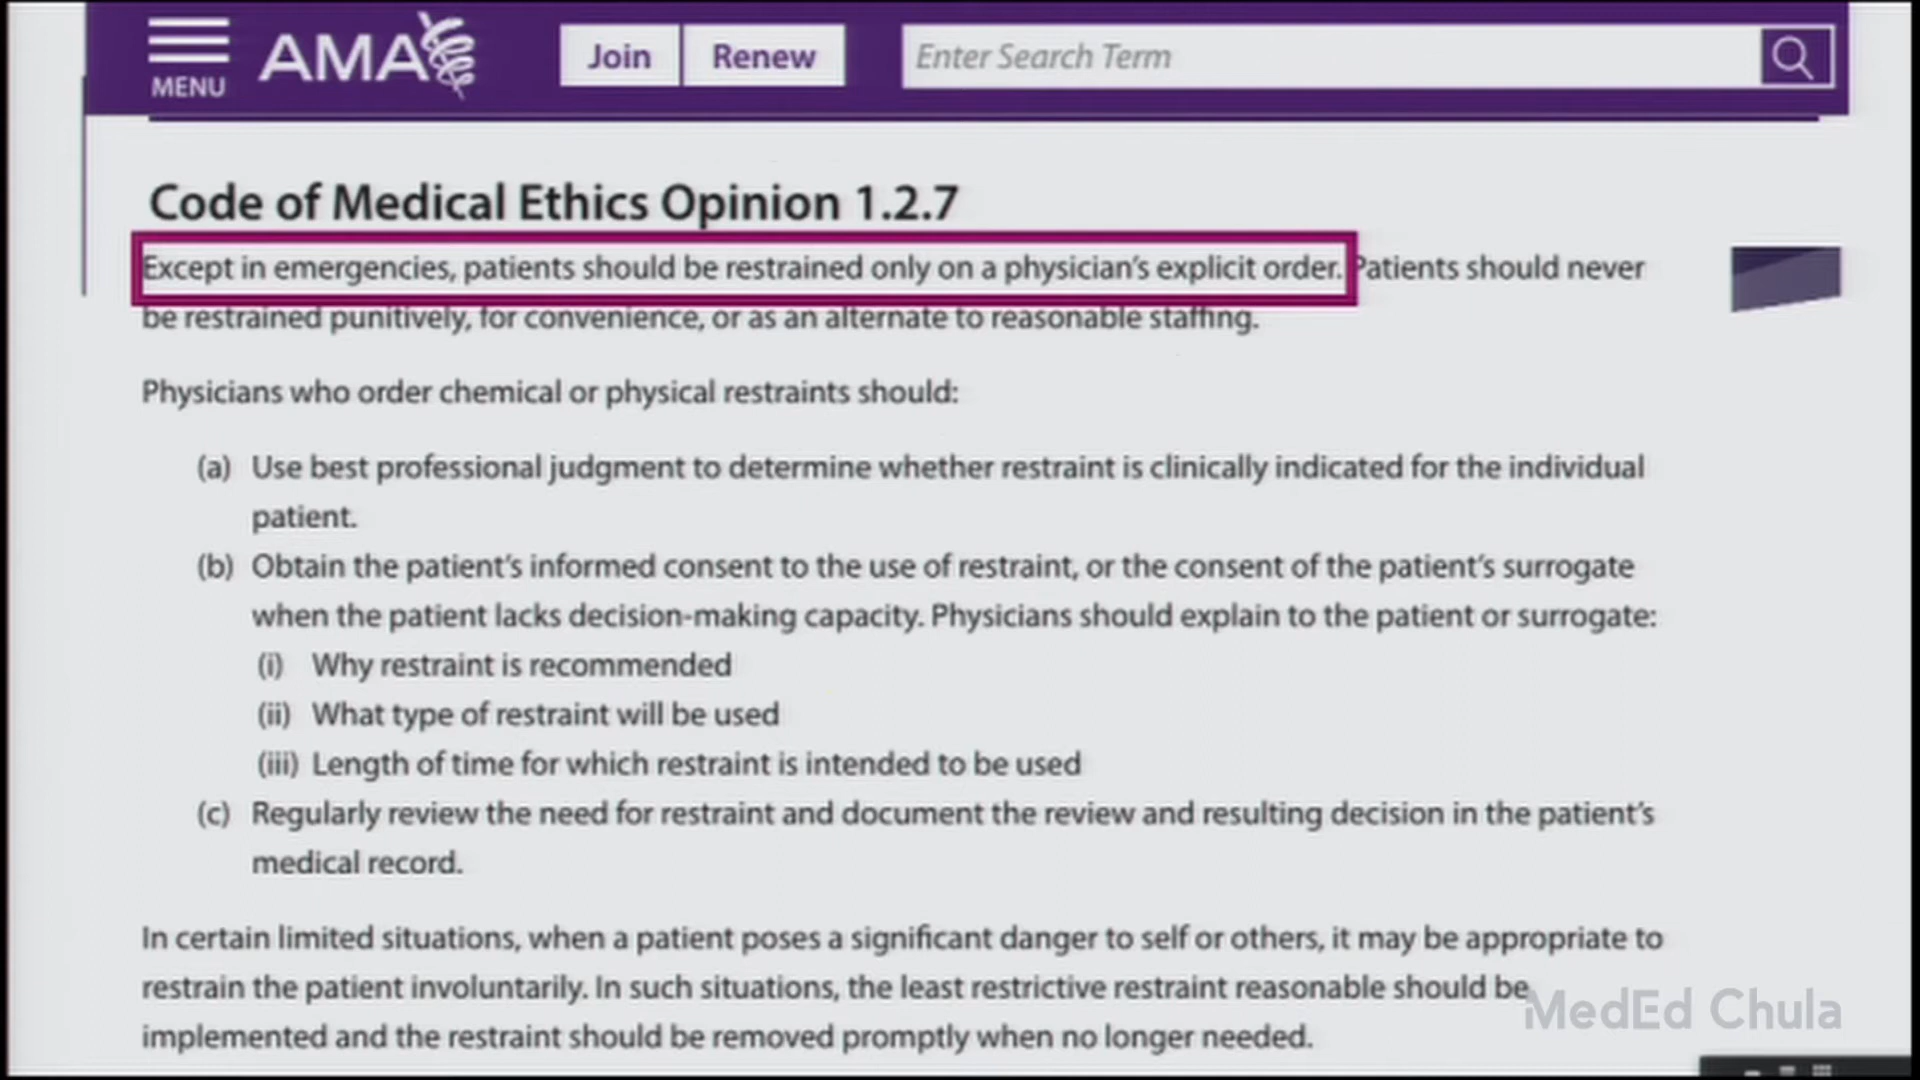 MENU
AMA
Join
Renew
Enter Search Term
Code of Medical Ethics Opinion 1.2.7
Except in emergencies, patients should be restrained only on a physician's explicit order. Patients should never
be restrained punitively, for convenience, or as an alternate to reasonable staffing.
Physicians who order chemical or physical restraints should:
(a) Use best professional judgment to determine whether restraint is clinically indicated for the individual
patient.
(b) Obtain the patient's informed consent to the use of restraint, or the consent of the patient's surrogate
when the patient lacks decision-making capacity. Physicians should explain to the patient or surrogate:
(i) Why restraint is recommended
(ii) What type of restraint will be used
(iii) Length of time for which restraint is intended to be used
(c) Regularly review the need for restraint and document the review and resulting decision in the patient's
medical record.
In certain limited situations, when a patient poses a significant danger to self or others, it may be appropriate to
restrain the patient involuntarily. In such situations, the least restrictive restraint reasonable should be
implemented and the restraint should be removed promptly when no longer needed.
MedEd Chula